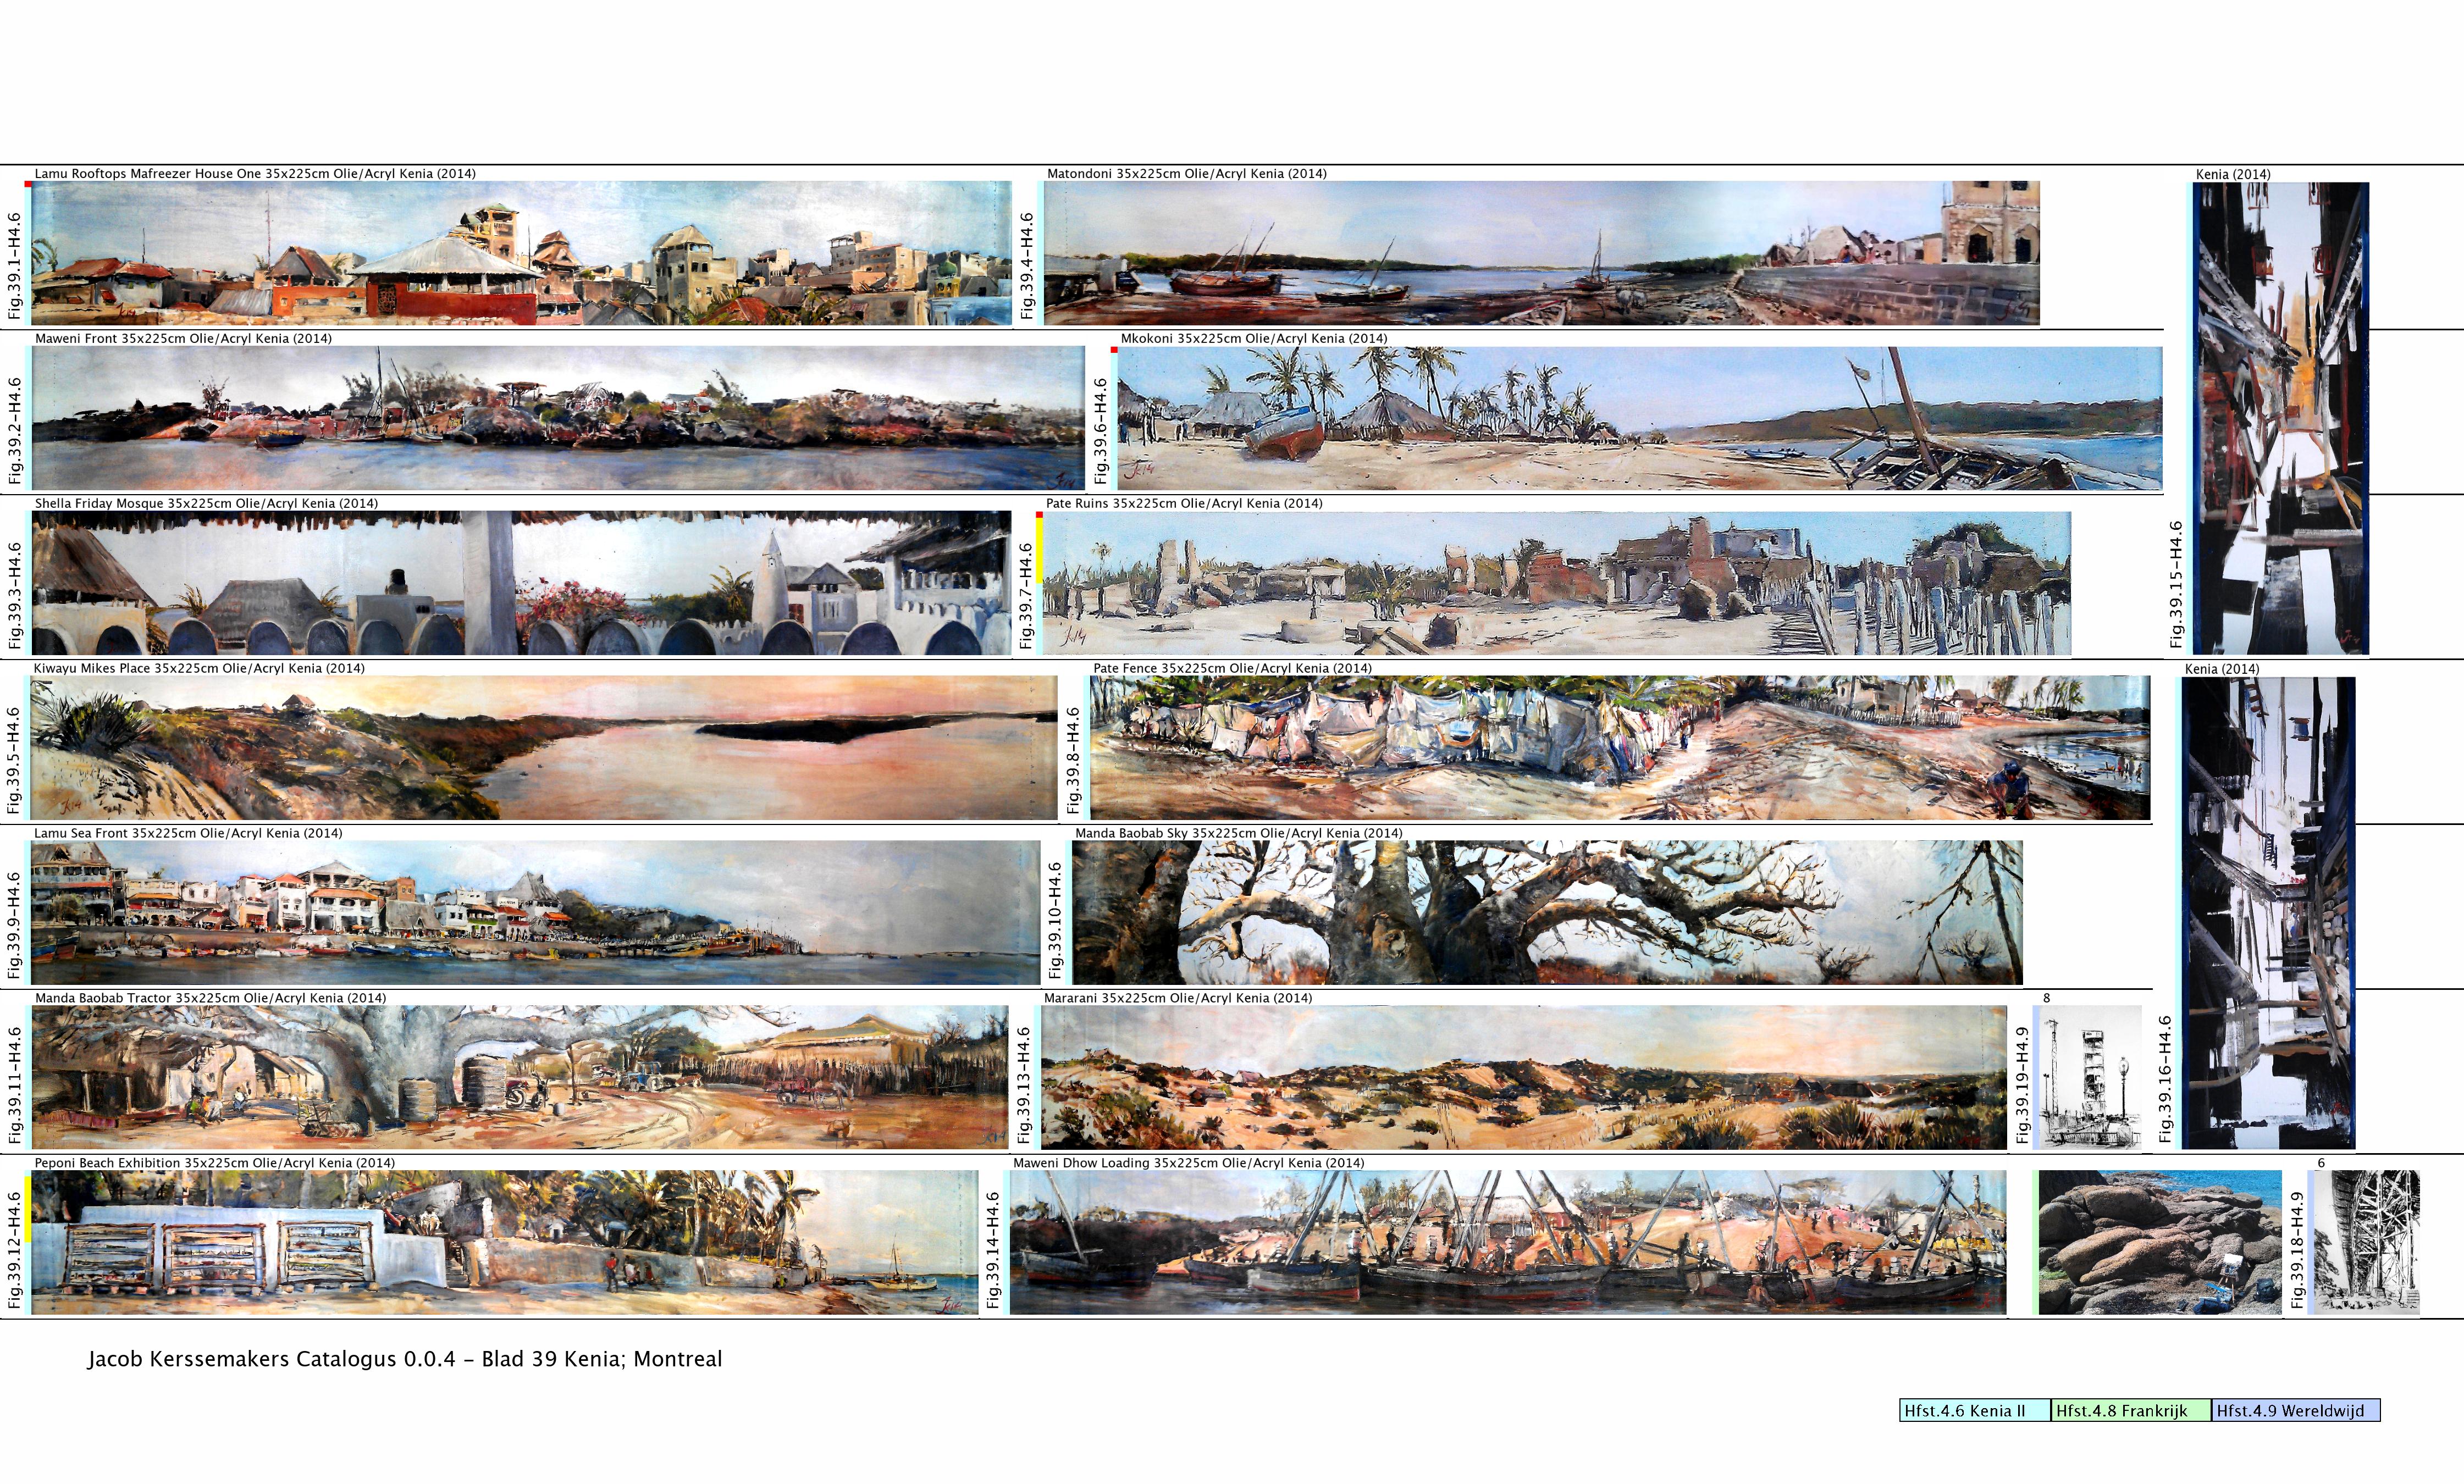 Lamu Rooftops Mafreezer House One 35x225cm Olie/Acryl Kenia (2014)
Fig.39.1-H4.6
Matondoni 35x225cm Olie/Acryl Kenia (2014)
Fig.39.4-H4.6
Kenia (2014)
Fig.39.15-H4.6
Maweni Front 35x225cm Olie/Acryl Kenia (2014)
Fig.39.2-H4.6
Mkokoni 35x225cm Olie/Acryl Kenia (2014)
Fig.39.6-H4.6
Shella Friday Mosque 35x225cm Olie/Acryl Kenia (2014)
Fig.39.3-H4.6
Pate Ruins 35x225cm Olie/Acryl Kenia (2014)
Fig.39.7-H4.6
Kiwayu Mikes Place 35x225cm Olie/Acryl Kenia (2014)
Fig.39.5-H4.6
Pate Fence 35x225cm Olie/Acryl Kenia (2014)
Fig.39.8-H4.6
Kenia (2014)
Fig.39.16-H4.6
Lamu Sea Front 35x225cm Olie/Acryl Kenia (2014)
Fig.39.9-H4.6
Manda Baobab Sky 35x225cm Olie/Acryl Kenia (2014)
Fig.39.10-H4.6
Manda Baobab Tractor 35x225cm Olie/Acryl Kenia (2014)
Fig.39.11-H4.6
Mararani 35x225cm Olie/Acryl Kenia (2014)
Fig.39.13-H4.6
8
Fig.39.19-H4.9
Peponi Beach Exhibition 35x225cm Olie/Acryl Kenia (2014)
Fig.39.12-H4.6
Maweni Dhow Loading 35x225cm Olie/Acryl Kenia (2014)
Fig.39.14-H4.6
6
Fig.39.18-H4.9
Jacob Kerssemakers Catalogus 0.0.4 - Blad 39 Kenia; Montreal
Hfst.4.6 Kenia II
Hfst.4.8 Frankrijk
Hfst.4.9 Wereldwijd